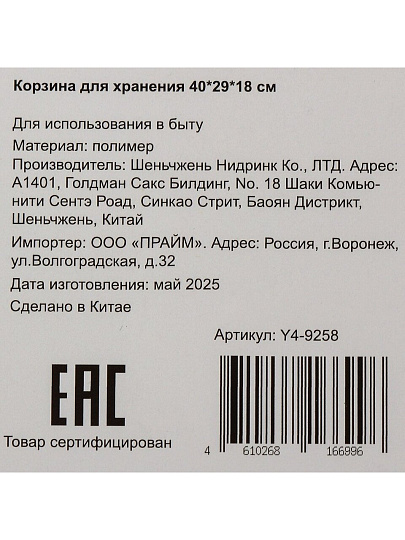 Корзина для хранения 40*29*18 см
Для использования в быту
Материал: полимер
Производитель: Шеньчжень Нидринк Ко., ЛТД. Адрес:
А1401, Голдман Сакс Билдинг, No. 18 Шаки Комью-
нити Сентэ Роад, Синкао Стрит, Баоян Дистрикт,
Шеньчжень, Китай
Импортер: ООО «ПРАЙМ». Адрес: Россия, г.Воронеж,
ул.Волгоградская, д.32
Дата изготовления: май 2025
Сделано в Китае
Артикул: Y4-9258
EAC
Товар сертифицирован
4 610268 166996